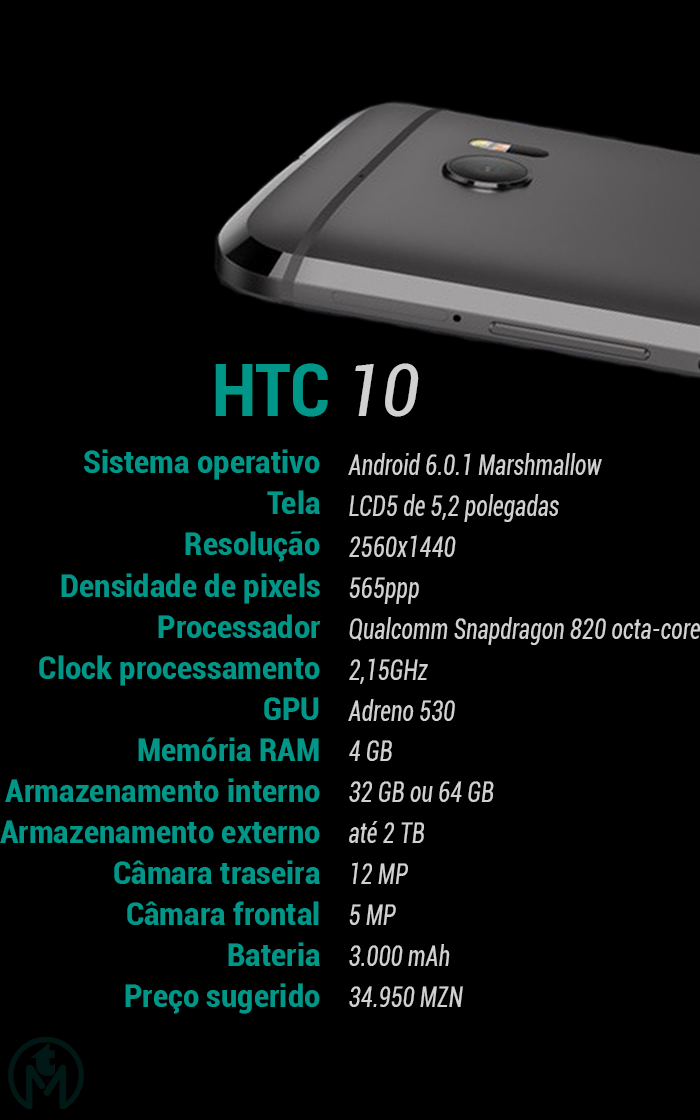 HTC 10
Sistema operativo Android 6.0.1 Marshmallow
Tela LCD5 de 5,2 polegadas
Resolução 2560x1440
Densidade de pixels 565ppp
Processador Qualcomm Snapdragon 820 octa-core
Clock processamento 2,15GHz
GPU Adreno 530
Memória RAM 4 GB
Armazenamento interno 32 GB ou 64 GB
Armazenamento externo até 2 TB
Câmara traseira 12 MP
Câmara frontal 5 MP
Bateria 3.000 mAh
Preço sugerido 34.950 MZN